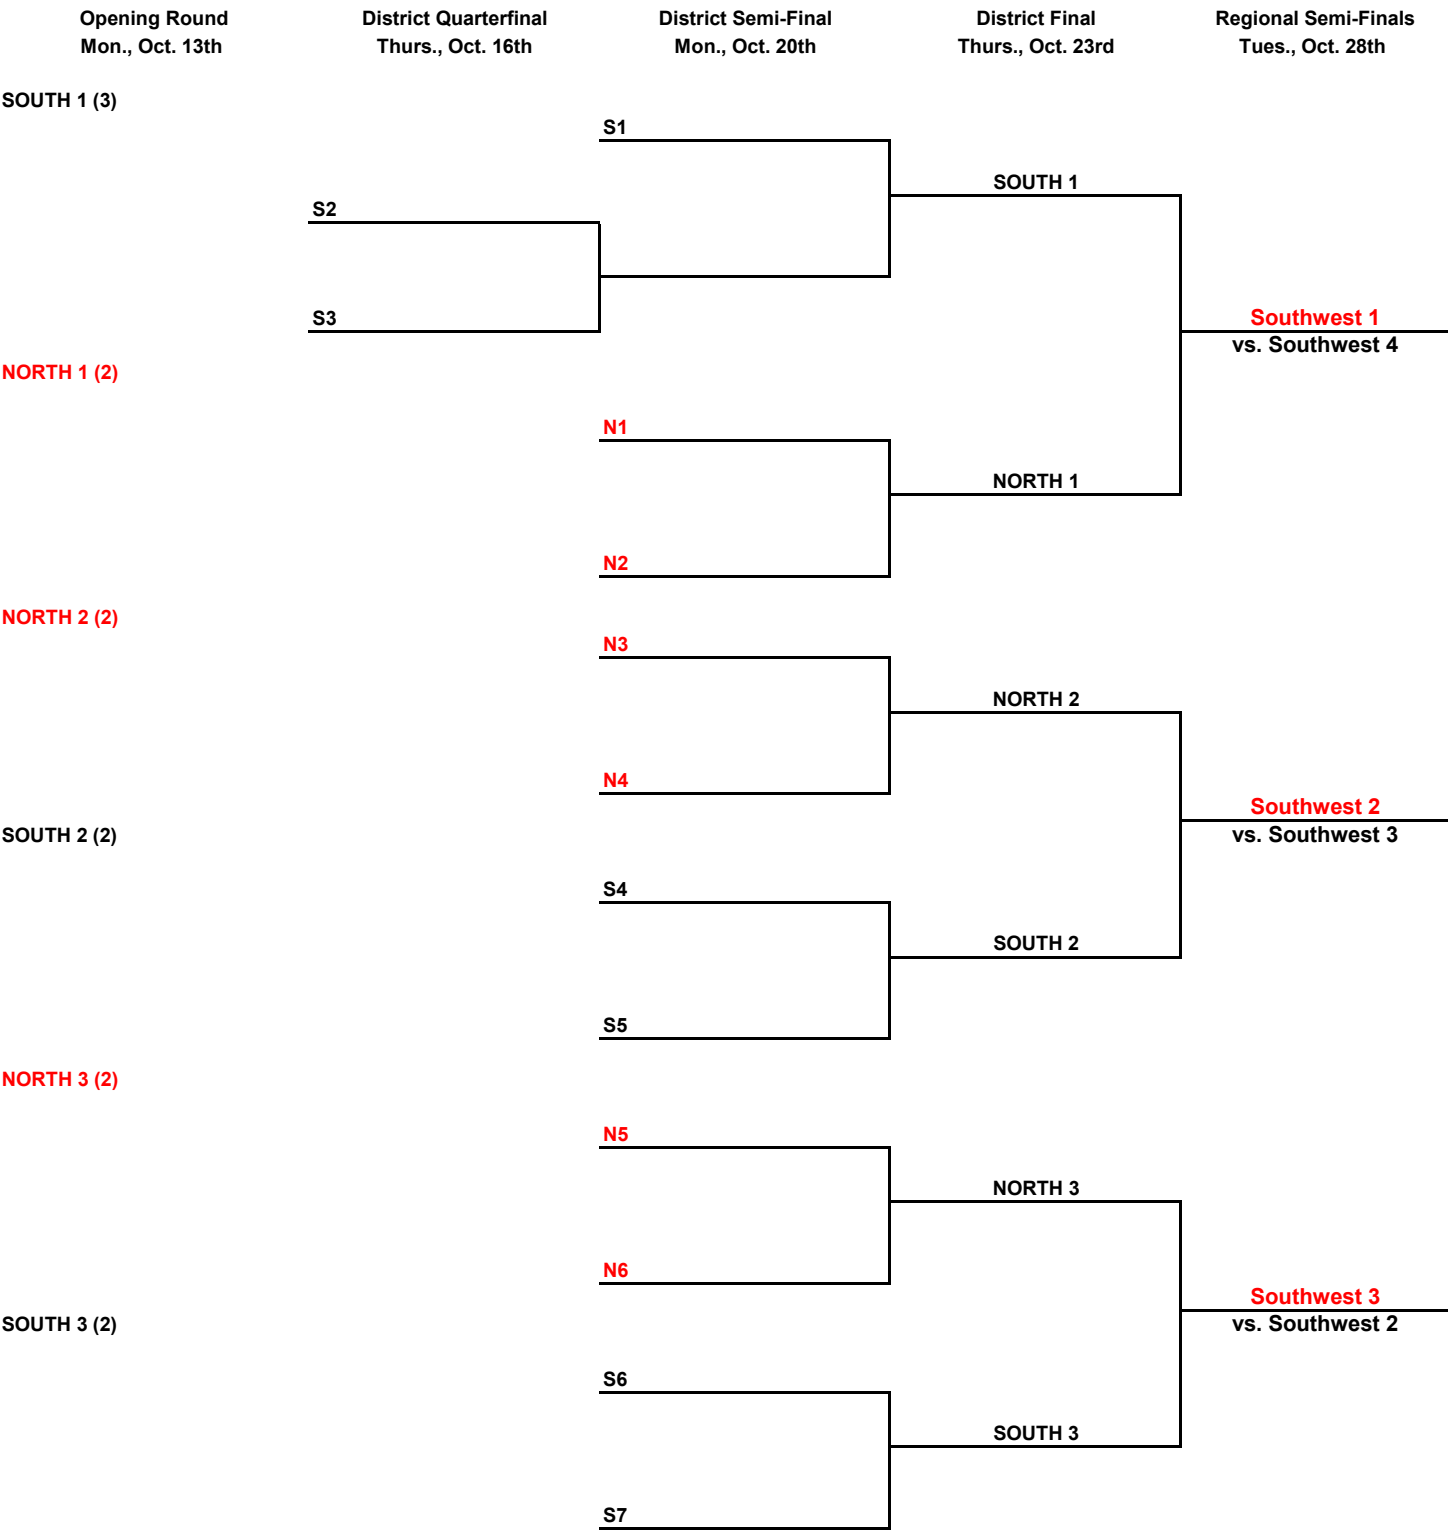 Opening Round
Mon., Oct. 13th
District Quarterfinal
Thurs., Oct. 16th
District Semi-Final
Mon., Oct. 20th
District Final
Thurs., Oct. 23rd
Regional Semi-Finals
Tues., Oct. 28th
SOUTH 1 (3)
S1
SOUTH 1
S2
S3
Southwest 1
vs. Southwest 4
NORTH 1 (2)
N1
NORTH 1
N2
NORTH 2 (2)
N3
NORTH 2
N4
Southwest 2
vs. Southwest 3
SOUTH 2 (2)
S4
SOUTH 2
S5
NORTH 3 (2)
N5
NORTH 3
N6
Southwest 3
vs. Southwest 2
SOUTH 3 (2)
S6
SOUTH 3
S7